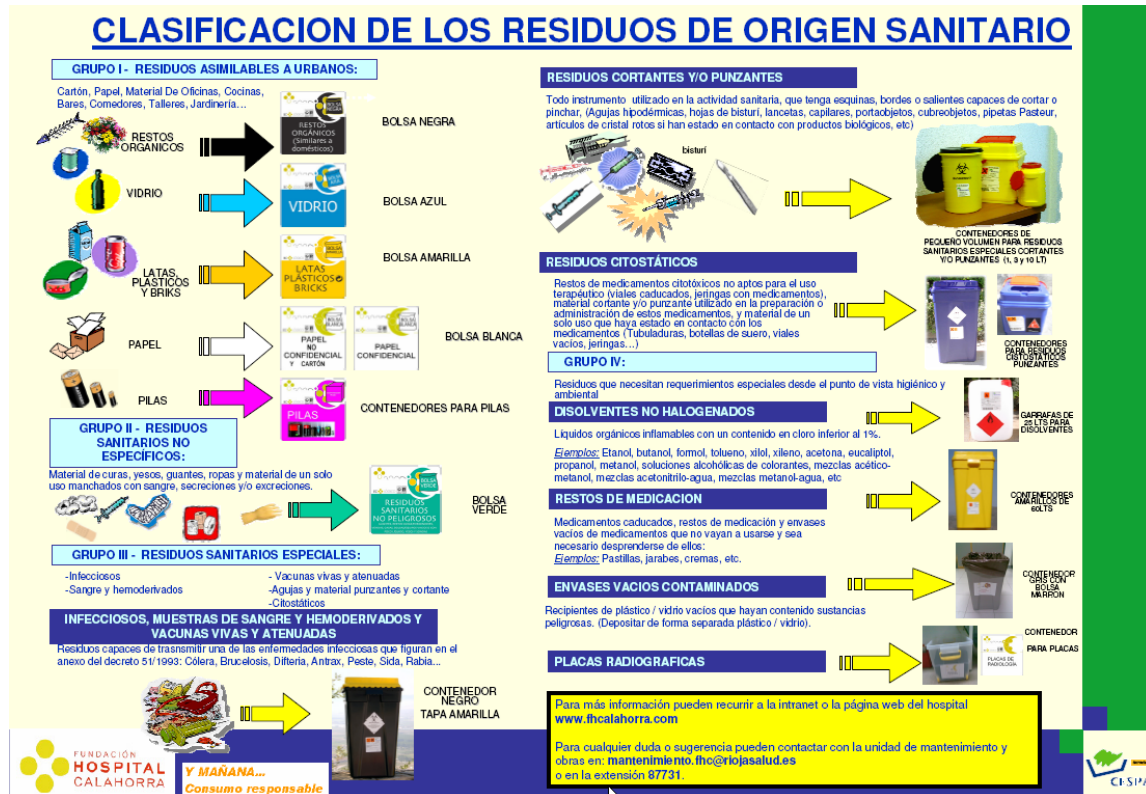 CLASIFICACION DE LOS RESIDUOS DE ORIGEN SANITARIO
GRUPO I - RESIDUOS ASIMILABLES A URBANOS:
Cartón, Papel, Material De Oficinas, Cocinas,
Bares, Comedores, Talleres, Jardinería...
RESTOS
ORGANICOS
BOLSA
NEGRA
RESTOS
ORGÁNICOS
(Similares a
domésticos)
BOLSA NEGRA
VIDRIO
VIDRIO
BOLSA AZUL
LATAS,
PLÁSTICOS
Y BRIKS
LATAS
PLÁSTICOS
BRICKS
BOLSA AMARILLA
PAPEL
PAPEL
NO
CONFIDENCIAL
Y CARTÓN
PAPEL
CONFIDENCIAL
BOLSA BLANCA
PILAS
PILAS
CONTENEDORES PARA PILAS
GRUPO II - RESIDUOS
SANITARIOS NO
ESPECÍFICOS:
Material de curas, yesos, guantes, ropas y material de un solo
uso manchados con sangre, secreciones y/o excreciones.
BOLSA
VERDE
RESIDUOS
SANITARIOS
NO PELIGROSOS
BOLSA
VERDE
GRUPO III - RESIDUOS SANITARIOS ESPECIALES:
-Infecciosos
-Sangre y hemoderivados
- Vacunas vivas y atenuadas
-Agujas y material punzante y cortante
-Citostáticos
INFECCIOSOS, MUESTRAS DE SANGRE Y HEMODERIVADOS Y
VACUNAS VIVAS Y ATENUADAS
Residuos capaces de trasnsmitir una de las enfermedades infecciosas que figuran en el
anexo del decreto 51/1993: Cólera, Brucelosis, Difteria, Antrax, Peste, Sida, Rabia...
CONTENEDOR
NEGRO
TAPA AMARILLA
FUNDACIÓN
HOSPITAL
CALAHORRA
Y MAÑANA...
Consumo responsable
RESIDUOS CORTANTES Y/O PUNZANTES
Todo instrumento utilizado en la actividad sanitaria, que tenga esquinas, bordes o salientes capaces de cortar o
pinchar, (Agujas hipodérmicas, hojas de bisturí, lancetas, capilares, portaobjetos, cubreobjetos, pipetas Pasteur,
artículos de cristal rotos si han estado en contacto con productos biológicos, etc)
bisturí
CONTENEDORES DE
PEQUEÑO VOLUMEN PARA RESIDUOS
SANITARIOS ESPECIALES CORTANTES
Y/O PUNZANTES (1, 3 y 10 LT)
RESIDUOS CITOSTÁTICOS
Restos de medicamentos citotóxicos no aptos para el uso
terapéutico (viales caducados, jeringas con medicamentos),
material cortante y/o punzante utilizado en la preparación o
administración de estos medicamentos, y material de un
solo uso que haya estado en contacto con los
medicamentos (Tubuladuras, botellas de suero, viales
vacíos, jeringas...)
CONTENEDORES
PARA RESIDUOS
CISTOSTÁTICOS
PUNZANTES
GRUPO IV:
Residuos que necesitan requerimientos especiales desde el punto de vista higiénico y
ambiental
DISOLVENTES NO HALOGENADOS
Líquidos orgánicos inflamables con un contenido en cloro inferior al 1%.
Ejemplos: Etanol, butanol, formol, tolueno, xilol, xileno, acetona, eucaliptol,
propanol, metanol, soluciones alcohólicas de colorantes, mezclas acético-
metanol, mezclas acetonitrilo-agua, mezclas metanol-agua, etc
GARRAFAS DE
25 LTS PARA
DISOLVENTES
RESTOS DE MEDICACION
Medicamentos caducados, restos de medicación y envases
vacíos de medicamentos que no vayan a usarse y sea
necesario desprenderse de ellos:
Ejemplos: Pastillas, jarabes, cremas, etc.
CONTENEDORES
AMARILLOS DE
60LTS
ENVASES VACIOS CONTAMINADOS
Recipientes de plástico / vidrio vacíos que hayan contenido sustancias
peligrosas. (Depositar de forma separada plástico / vidrio).
CONTENEDOR
GRIS CON
BOLSA
MARRON
PLACAS RADIOGRAFICAS
PLACAS DE
RADIOLOGÍA
CONTENEDOR
PARA PLACAS
Para más información pueden recurrir a la intranet o la página web del hospital
www.fhcalahorra.com
Para cualquier duda o sugerencia pueden contactar con la unidad de mantenimiento y
obras en: mantenimiento.fhc@riojasalud.es
o en la extensión 87731.
CESPA